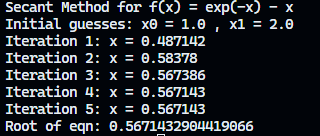 Secant Method for f(x) = exp(-x) - x
Initial guesses: x0 = 1.0 , x1 = 2.0
Iteration 1: x = 0.487142
Iteration 2: x = 0.58378
Iteration 3: x = 0.567386
Iteration 4: x = 0.567143
Iteration 5: x = 0.567143
Root of eqn: 0.5671432904419066